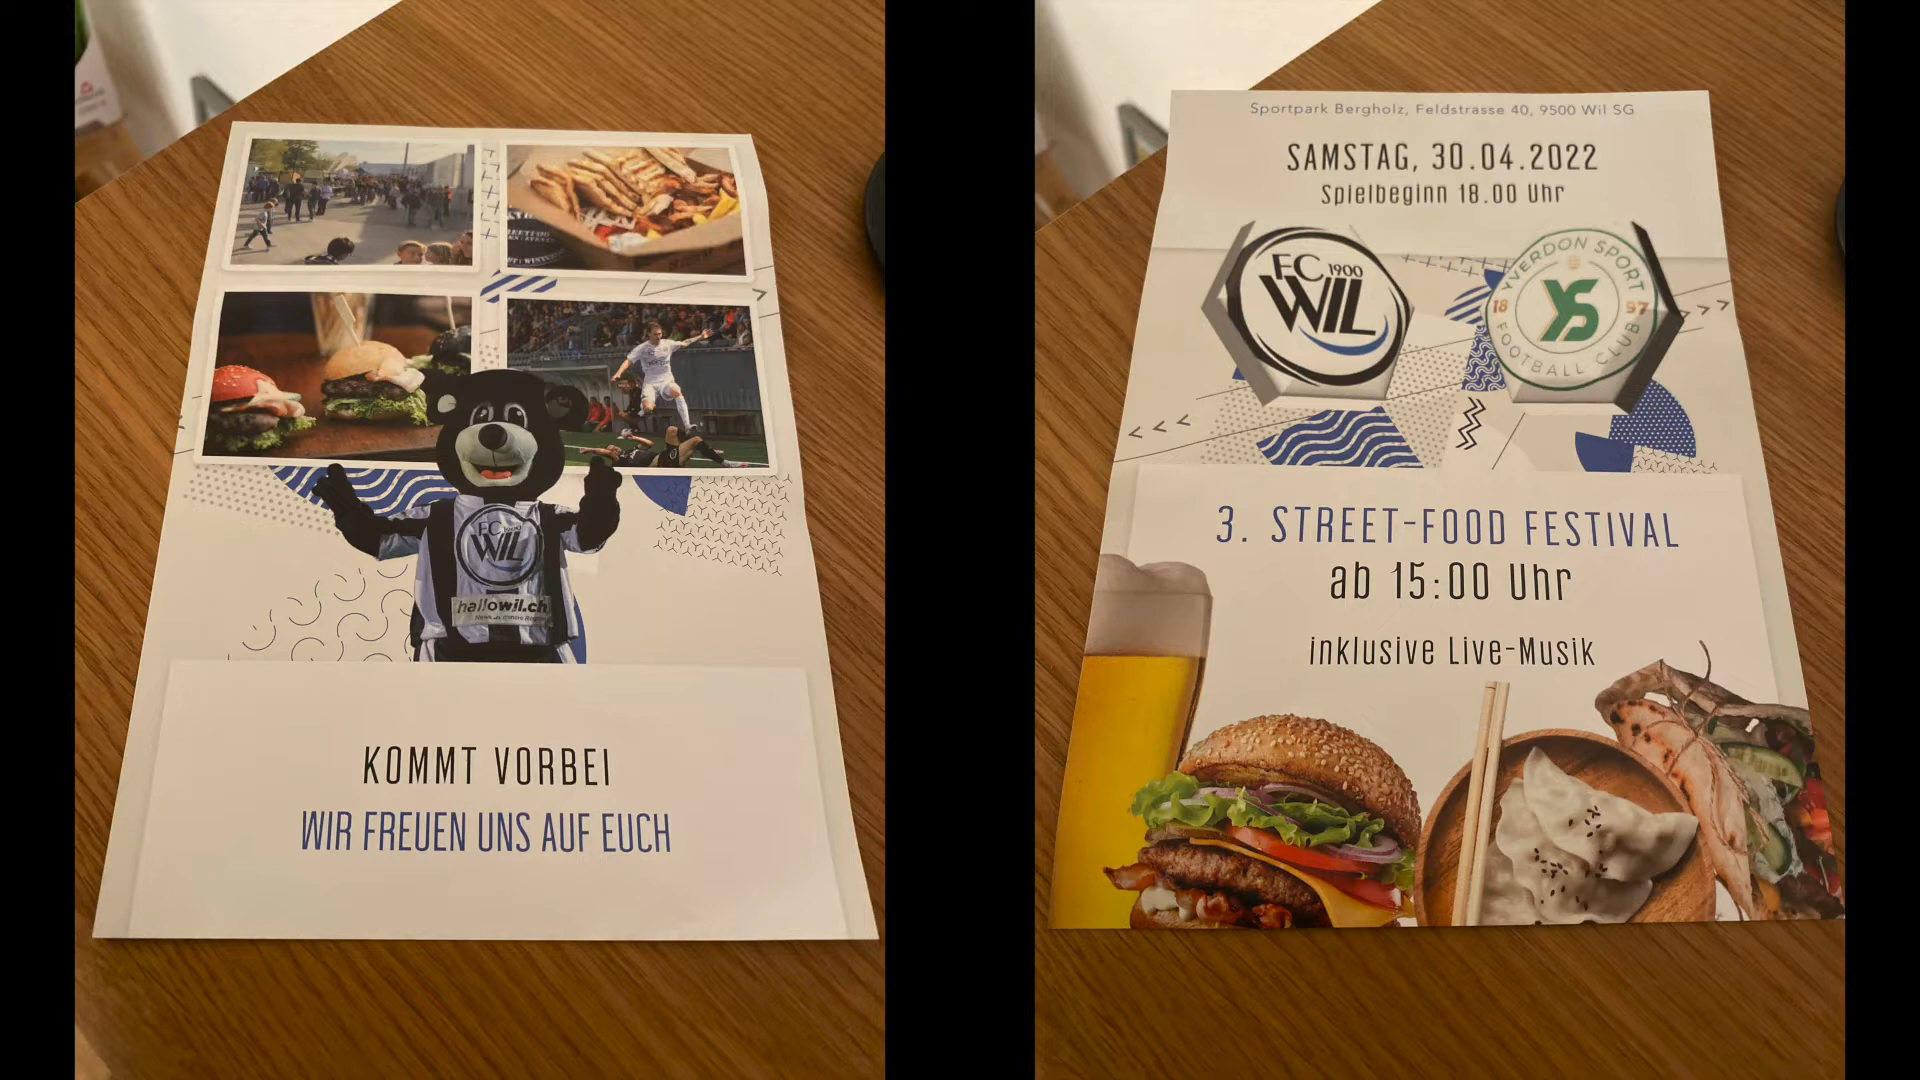 FC 1900
WIL
hallowil.ch
KOMMT VORBEI
WIR FREUEN UNS AUF EUCH
Sportpark Bergholz, Feldstrasse 40, 9500 Wil SG
SAMSTAG, 30.04.2022
Spielbeginn 18.00 Uhr
FC 1900
WIL
YVERDON SPORT
18 97
YS
FOOTBALL CLUB
3. STREET-FOOD FESTIVAL
ab 15:00 Uhr
inklusive Live-Musik